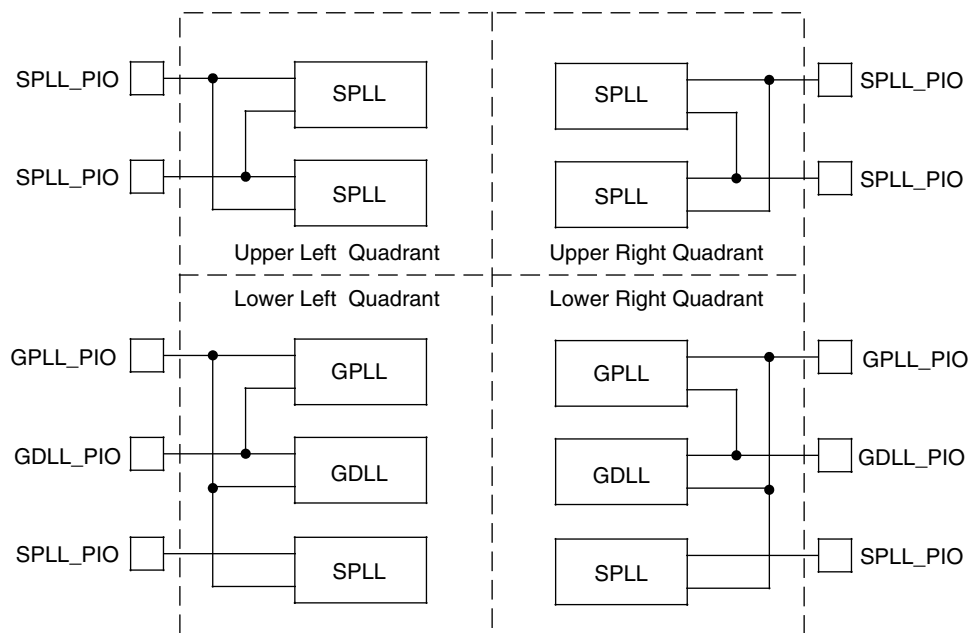 SPLL_PIO
SPLL
SPLL
SPLL_PIO
SPLL_PIO
SPLL
SPLL
SPLL_PIO
Upper Left Quadrant
Upper Right Quadrant
Lower Left Quadrant
Lower Right Quadrant
GPLL_PIO
GPLL
GPLL
GPLL_PIO
GDLL_PIO
GDLL
GDLL
GDLL_PIO
SPLL_PIO
SPLL
SPLL
SPLL_PIO